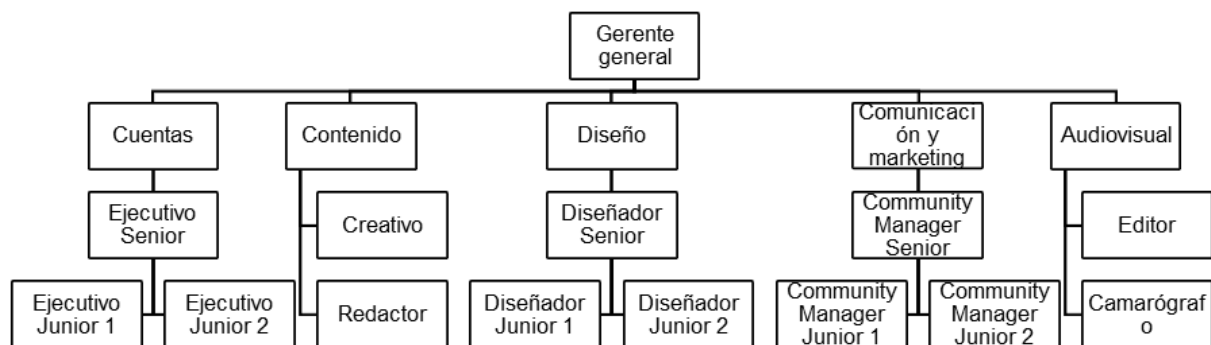 Gerente
general
Cuentas
Contenido
Diseño
Comunicaci
ón y
marketing
Audiovisual
Ejecutivo
Senior
Creativo
Diseñador
Senior
Community
Manager
Senior
Editor
Ejecutivo
Junior 1
Ejecutivo
Junior 2
Redactor
Diseñador
Junior 1
Diseñador
Junior 2
Community
Manager
Junior 1
Community
Manager
Junior 2
Camarógraf
o